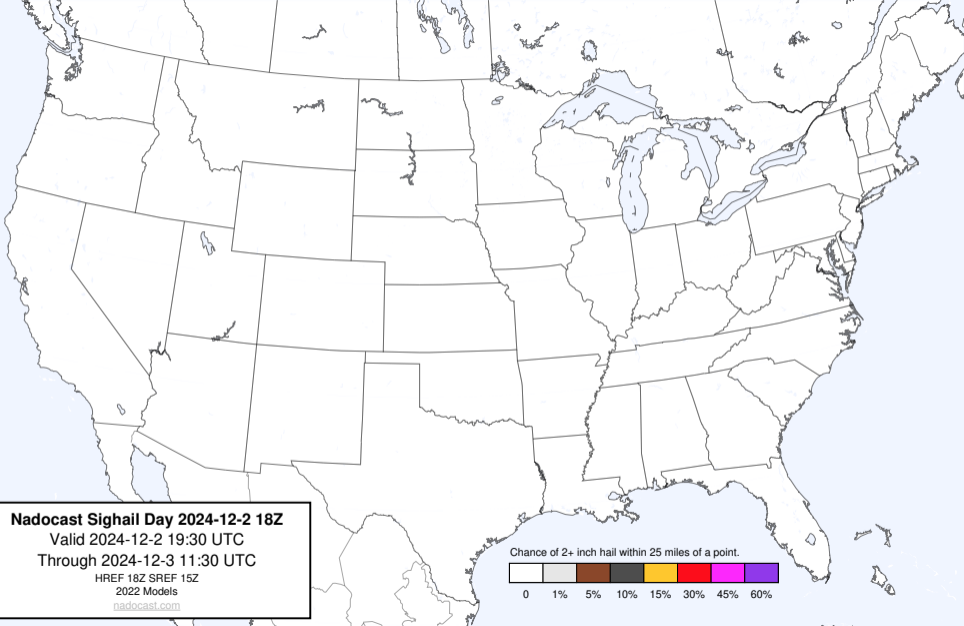 Nadocast Sighail Day 2024-12-2 18Z
Valid 2024-12-2 19:30 UTC
Through 2024-12-3 11:30 UTC
HREF 18Z SREF 15Z
2022 Models
nadocast.com
Chance of 2+ inch hail within 25 miles of a point.
0 1% 5% 10% 15% 30% 45% 60%